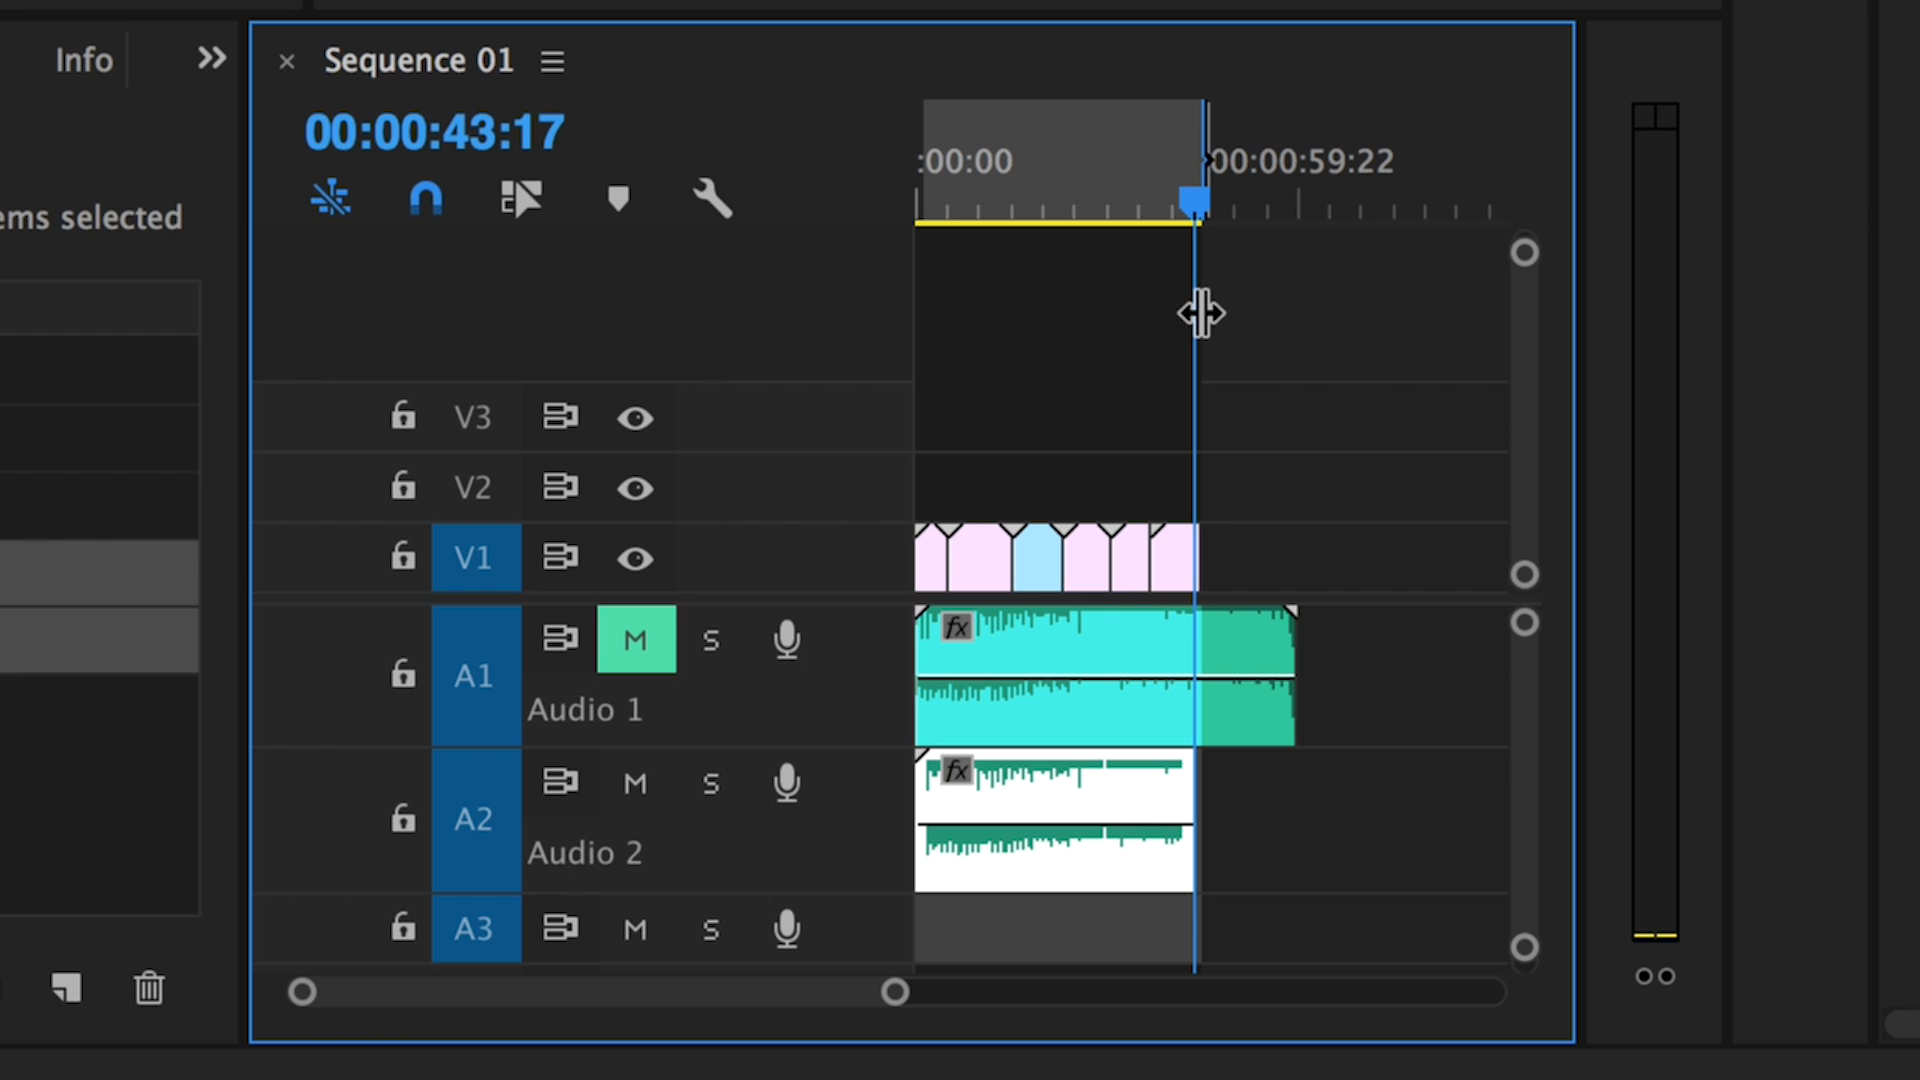 Info
Sequence 01
00:00:43:17
:00:00
00:00:59:22
ems selected
V3
V2
V1
fx
M S
A1
Audio 1
fx
M S
A2
Audio 2
A3 M S